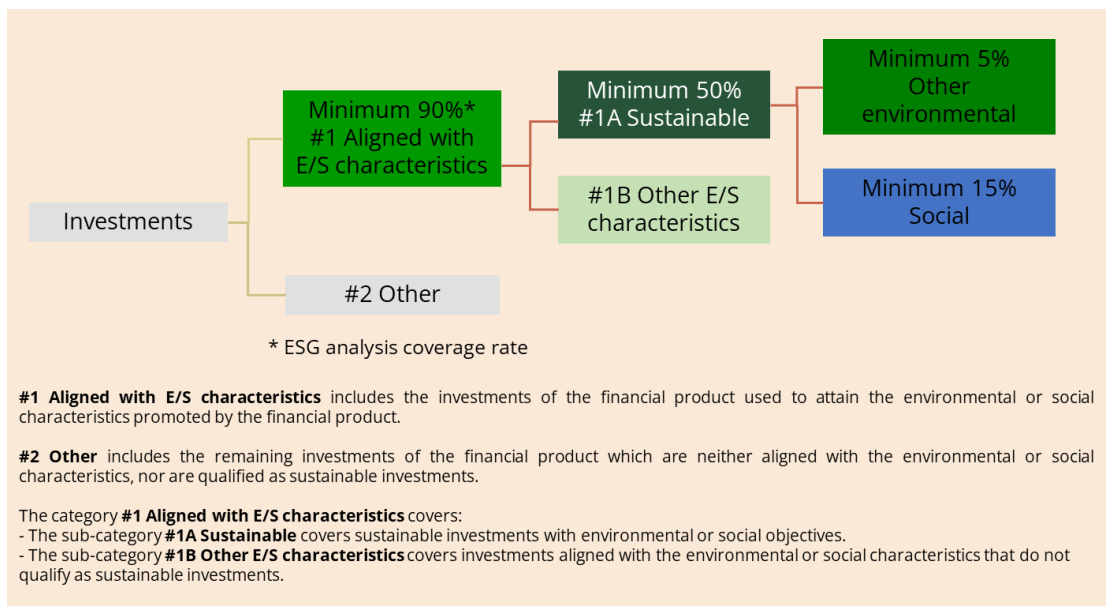 Minimum 90%*
#1 Aligned with
E/S characteristics
Minimum 50%
#1A Sustainable
Minimum 5%
Other
environmental
Minimum 15%
Social
#1B Other E/S
characteristics
Investments
#2 Other
* ESG analysis coverage rate
#1 Aligned with E/S characteristics includes the investments of the financial product used to attain the environmental or social
characteristics promoted by the financial product.
#2 Other includes the remaining investments of the financial product which are neither aligned with the environmental or social
characteristics, nor are qualified as sustainable investments.
The category #1 Aligned with E/S characteristics covers:
- The sub-category #1A Sustainable covers sustainable investments with environmental or social objectives.
- The sub-category #1B Other E/S characteristics covers investments aligned with the environmental or social characteristics that do not
qualify as sustainable investments.